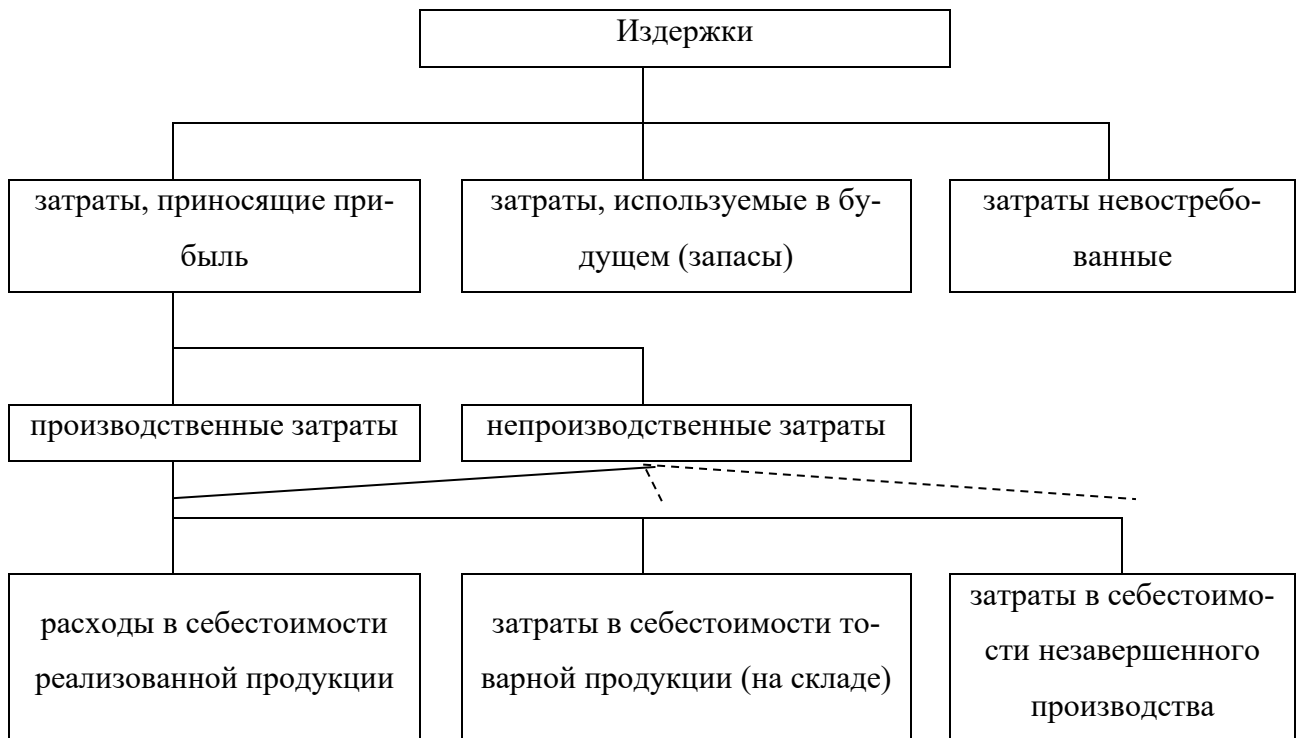 Издержки
затраты, приносящие при-
быль
затраты, используемые в бу-
дущем (запасы)
затраты невостребо-
ванные
производственные затраты
непроизводственные затраты
расходы в себестоимости
реализованной продукции
затраты в себестоимости то-
варной продукции (на складе)
затраты в себестоимо-
сти незавершенного
производства